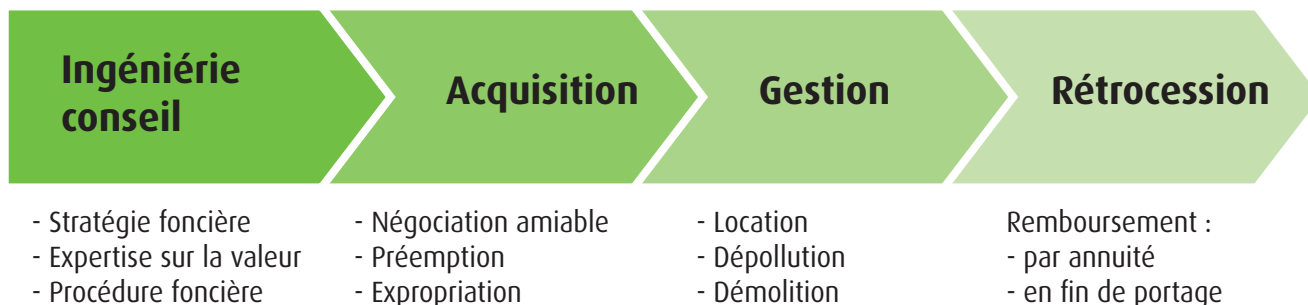 Ingéniérie
conseil
Acquisition
Gestion
Rétrocession
- Stratégie foncière
- Expertise sur la valeur
- Procédure foncière
- Négociation amiable
- Préemption
- Expropriation
- Location
- Dépollution
- Démolition
Remboursement :
- par annuité
- en fin de portage